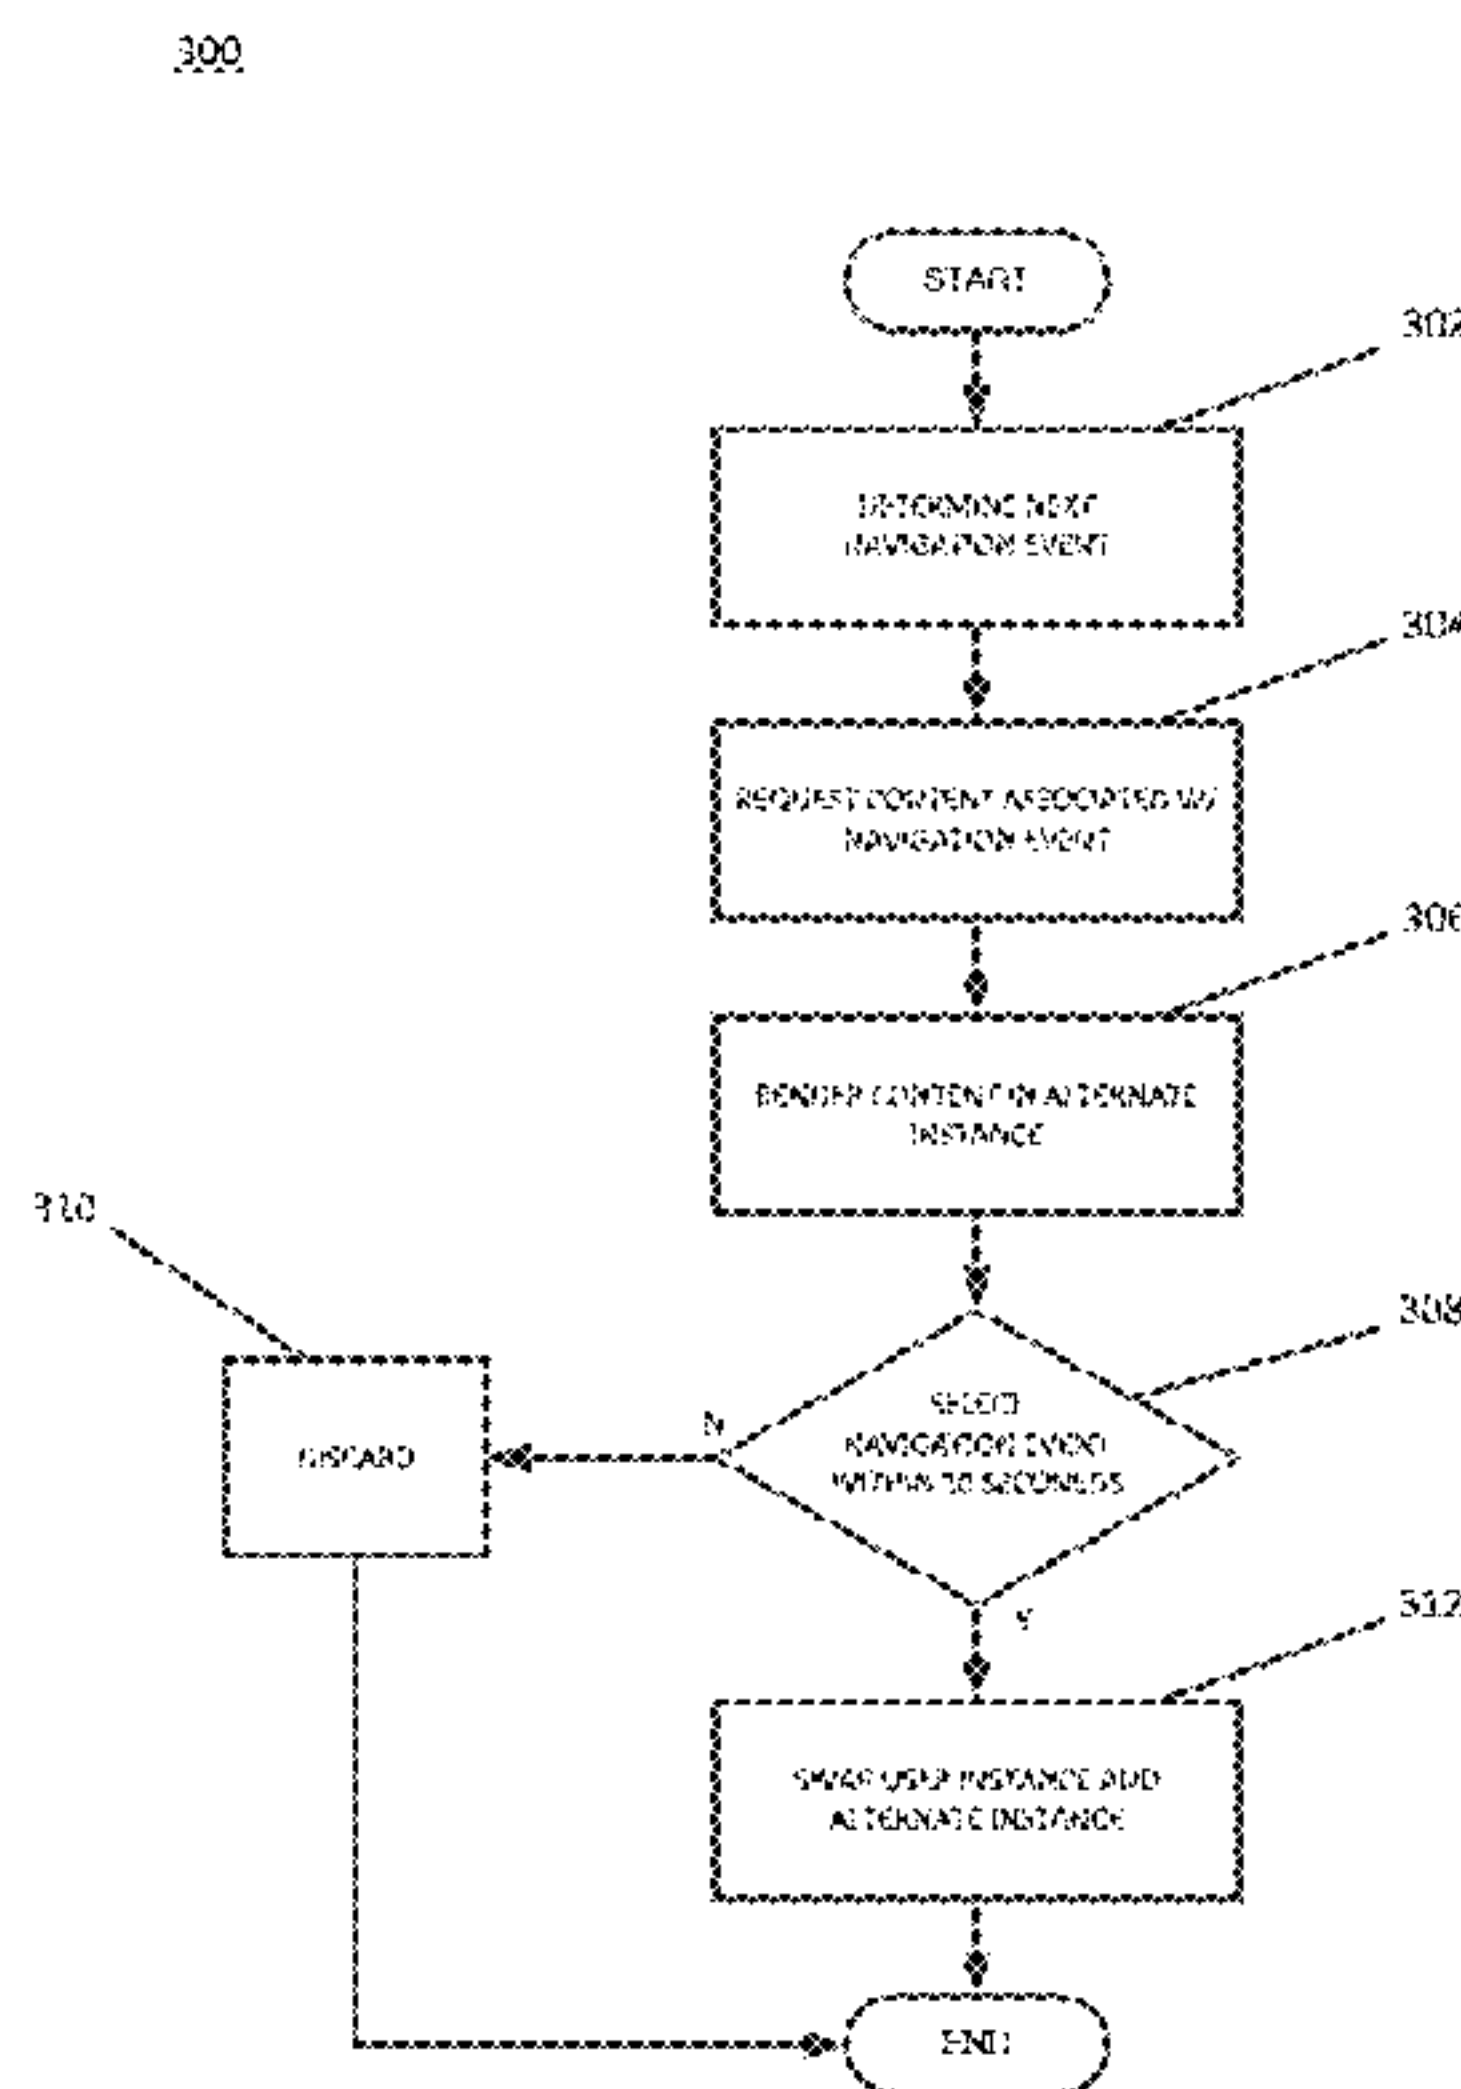 300
START
302
DETERMINE NEXT
NAVIGATION EVENT
304
REQUEST CONTENT ASSOCIATED W/
NAVIGATION EVENT
306
RENDER CONTENT IN ALTERNATE
INSTANCE
310
308
SELECT
NAVIGATION EVENT
WITHIN SECONDS
N
DISCARD
Y
312
SWAP USER INSTANCE AND
ALTERNATE INSTANCE
END